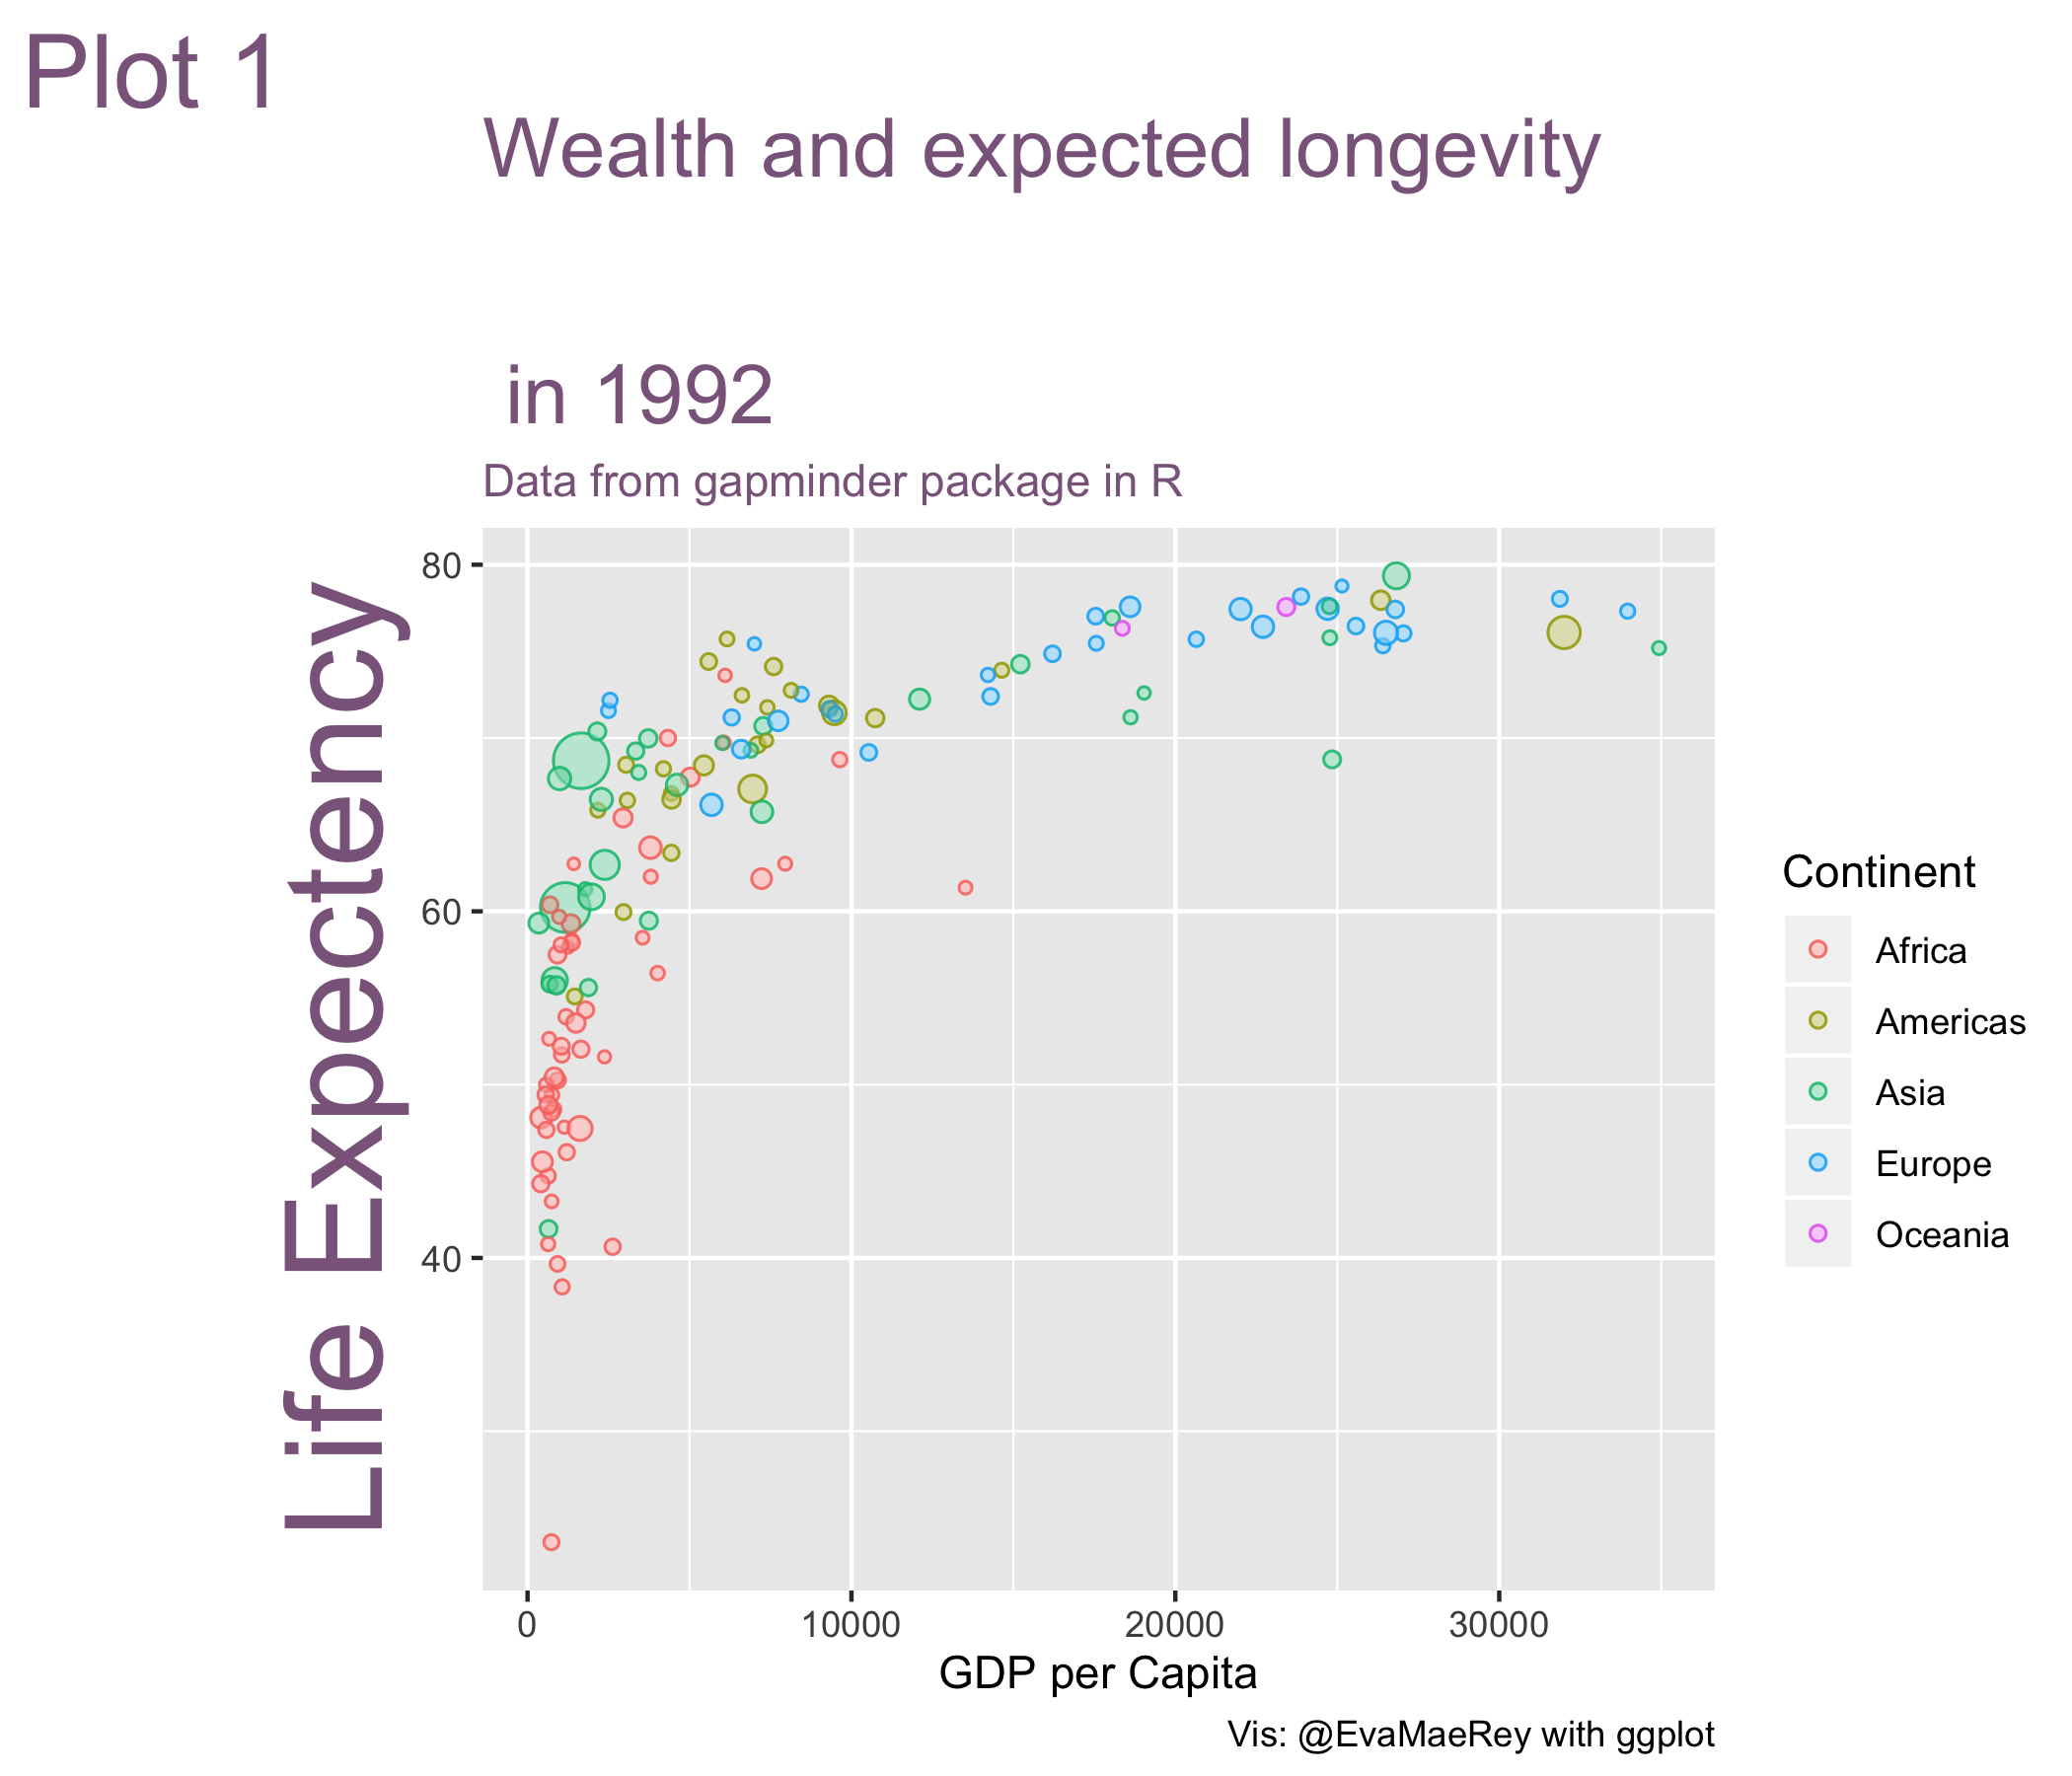 Plot 1
Wealth and expected longevity
in 1992
Data from gapminder package in R
Life Expectency
80
60
40
0 10000 20000 30000
GDP per Capita
Continent
Africa
Americas
Asia
Europe
Oceania
Vis: @EvaMaeRey with ggplot